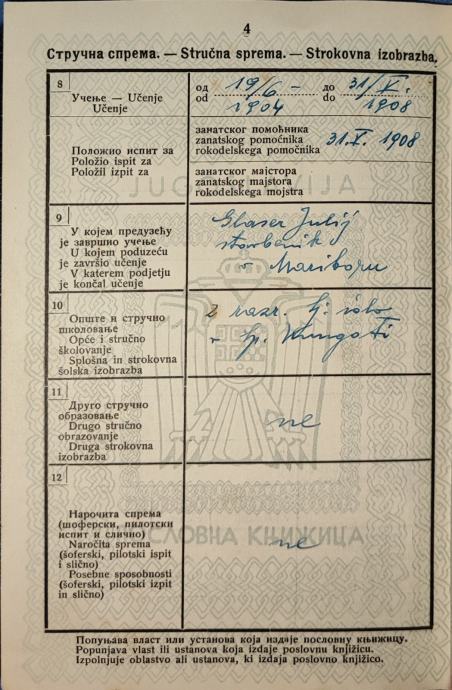 4
Стручна спрема. — Stručna sprema. — Strokovna izobrazba.
8
Учење — Učenje
Učenje
од 19/6 - до 31/V.
od 1904 do 1908
Положио испит за
Položio ispit za
Položil izpit za
занатског помоћника
zanatskog pomoćnika
rokodelskega pomočnika
31.V. 1908
занатског мајстора
zanatskog majstora
rokodelskega mojstra
9
У којем предузећу
је завршио учење
U kojem poduzeću
je završio učenje
V katerem podjetju
je končal učenje
Glaser Julij
stavbenik
v Mariboru
10
Опште и стручно
школовање
Opće i stručno
školovanje
Splošna in strokovna
šolska izobrazba
2 razr.
v Sp. Kungoti
11
Друго стручно
образовање
Drugo stručno
obrazovanje
Druga strokovna
izobrazba
ne
12
Нарочита спрема
(шоферски, пилотски
испит и слично)
Naročita sprema
(šoferski, pilotski ispit
i slično)
Posebne sposobnosti
(šoferski, pilotski izpit
in slično)
ne
Попуњава власт или установа која издаје пословну књижицу.
Popunjava vlast ili ustanova koja izdaje poslovnu knjižicu.
Izpolnjuje oblastvo ali ustanova, ki izdaja poslovno knjižico.